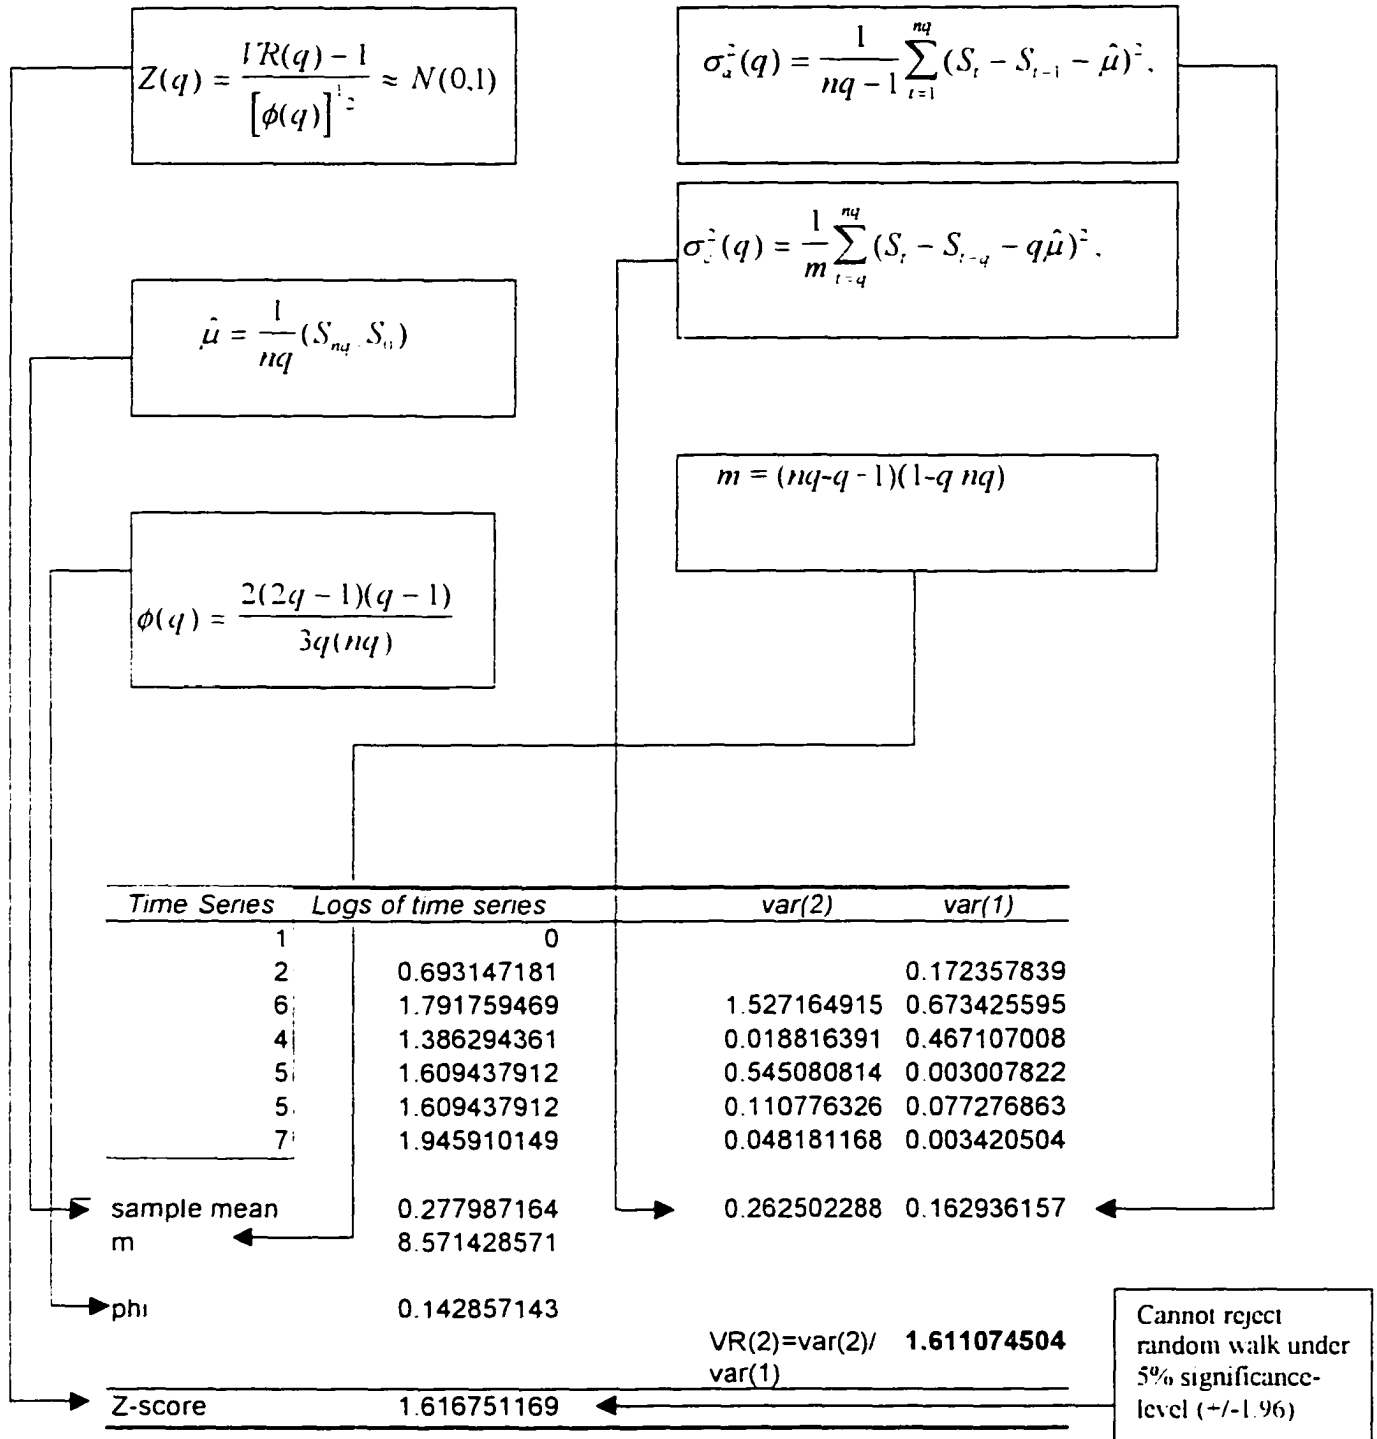 Z(q) = VR(q) − 1 / [φ(q)]^½ ≈ N(0,1)
σ_a²(q) = 1 / nq − 1 Σ_{t=1}^{nq} (S_t − S_{t−1} − μ̂)².
σ_c²(q) = 1 / m Σ_{t=q}^{nq} (S_t − S_{t−q} − qμ̂)².
μ̂ = 1 / nq (S_nq . S_0)
m = (nq-q -1)(1-q nq)
φ(q) = 2(2q − 1)(q − 1) / 3q(nq)
Time Series Logs of time series var(2) var(1)
1 0
2 0.693147181 0.172357839
6 1.791759469 1.527164915 0.673425595
4 1.386294361 0.018816391 0.467107008
5 1.609437912 0.545080814 0.003007822
5 1.609437912 0.110776326 0.077276863
7 1.945910149 0.048181168 0.003420504
sample mean 0.277987164 0.262502288 0.162936157
m 8.571428571
phi 0.142857143
VR(2)=var(2)/ 1.611074504
var(1)
Z-score 1.616751169
Cannot reject
random walk under
5% significance-
level (+/-1.96)